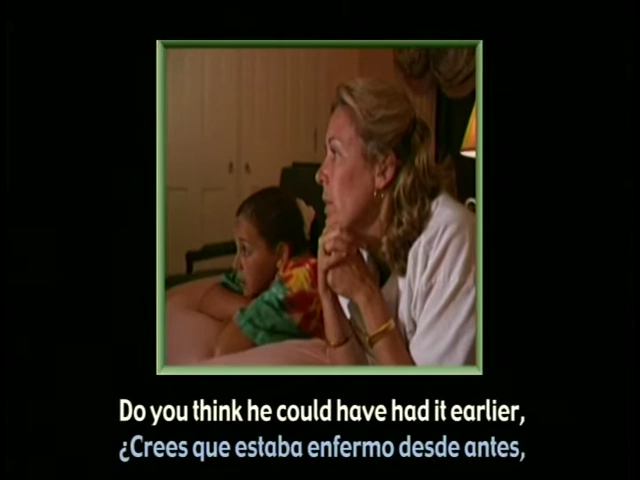 Do you think he could have had it earlier,
¿Crees que estaba enfermo desde antes,